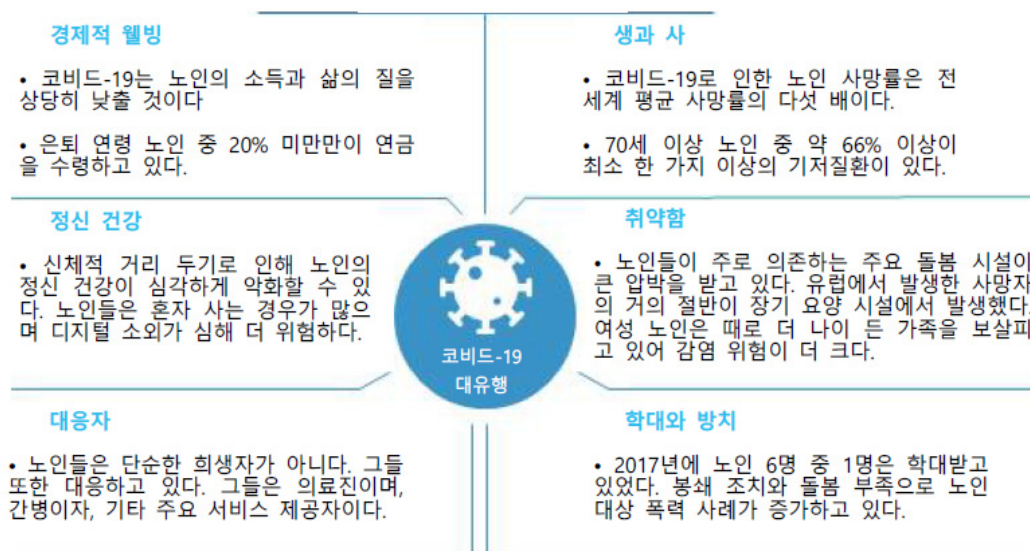 경제적 웰빙
• 코비드-19는 노인의 소득과 삶의 질을
상당히 낮출 것이다
• 은퇴 연령 노인 중 20% 미만만이 연금
을 수령하고 있다.
생과 사
• 코비드-19로 인한 노인 사망률은 전
세계 평균 사망률의 다섯 배이다.
• 70세 이상 노인 중 약 66% 이상이
최소 한 가지 이상의 기저질환이 있다.
정신 건강
• 신체적 거리 두기로 인해 노인의
정신 건강이 심각하게 악화할 수 있
다. 노인들은 혼자 사는 경우가 많으
며 디지털 소외가 심해 더 위험하다.
취약함
• 노인들이 주로 의존하는 주요 돌봄 시설이
큰 압박을 받고 있다. 유럽에서 발생한 사망자
의 거의 절반이 장기 요양 시설에서 발생했다.
여성 노인은 때로 더 나이 든 가족을 보살피
고 있어 감염 위험이 더 크다.
코비드-19
대유행
대응자
• 노인들은 단순한 희생자가 아니다. 그들
또한 대응하고 있다. 그들은 의료진이며,
간병이자, 기타 주요 서비스 제공자이다.
학대와 방치
• 2017년에 노인 6명 중 1명은 학대받고
있었다. 봉쇄 조치와 돌봄 부족으로 노인
대상 폭력 사례가 증가하고 있다.